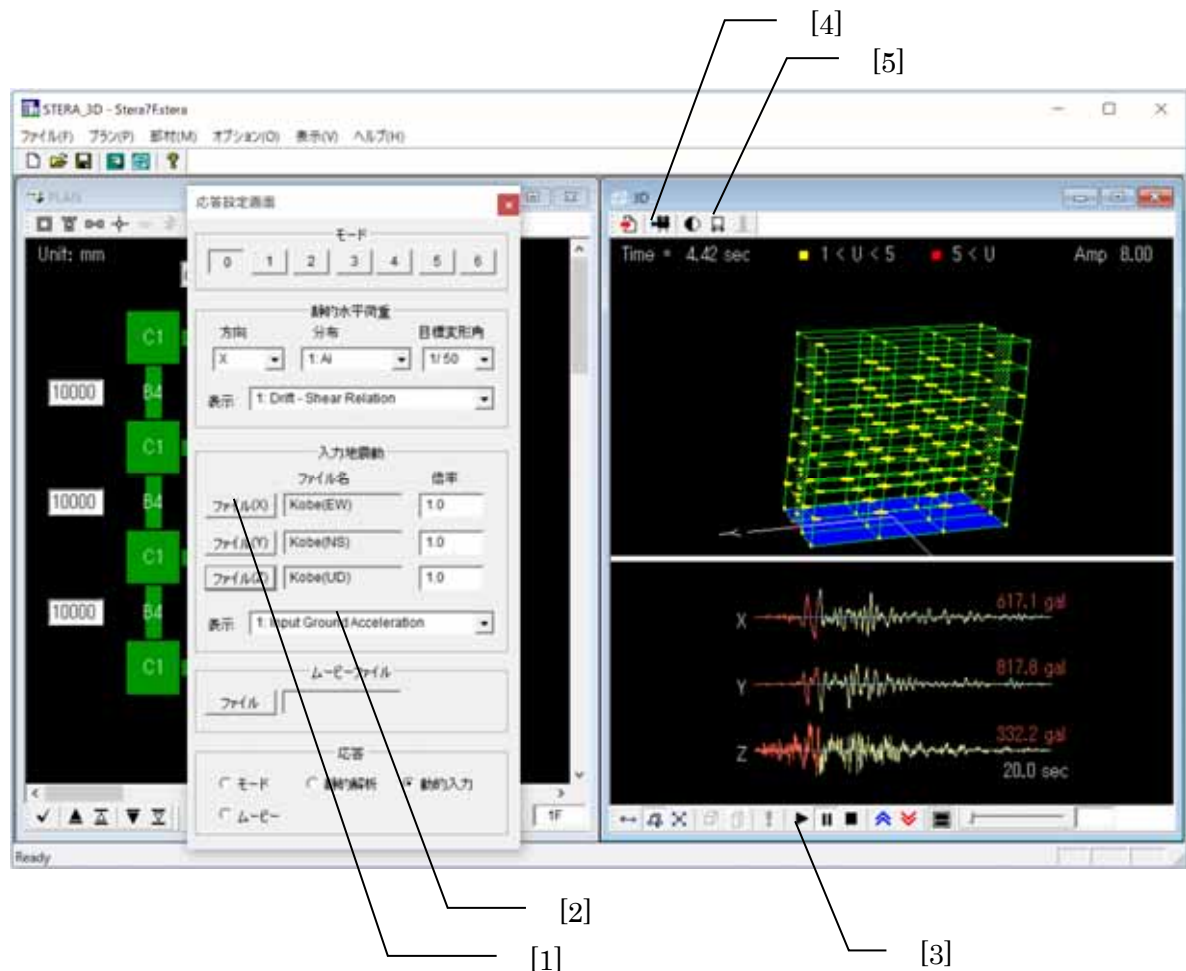 [4]
[5]
STERA_3D - Stera7F.stera
ファイル(F) プラン(P) 部材(M) オプション(O) 表示(V) ヘルプ(H)
PLAN
Unit: mm
C1
10000 B4
C1
10000 B4
C1
10000 B4
C1
1F
応答設定画面
モード
0 1 2 3 4 5 6
静的水平荷重
方向 分布 目標変形角
X 1: Ai 1/50
表示 1: Drift - Shear Relation
入力地震動
ファイル名 倍率
ファイル(X) Kobe(EW) 1.0
ファイル(Y) Kobe(NS) 1.0
ファイル(Z) Kobe(UD) 1.0
表示 1: Input Ground Acceleration
ムービーファイル
ファイル
応答
モード 静的解析 動的入力
ムービー
3D
Time = 4.42 sec 1 < U < 5 5 < U Amp 8.00
X 617.1 gal
Y 817.8 gal
Z 332.2 gal
20.0 sec
Ready
[2]
[1]
[3]